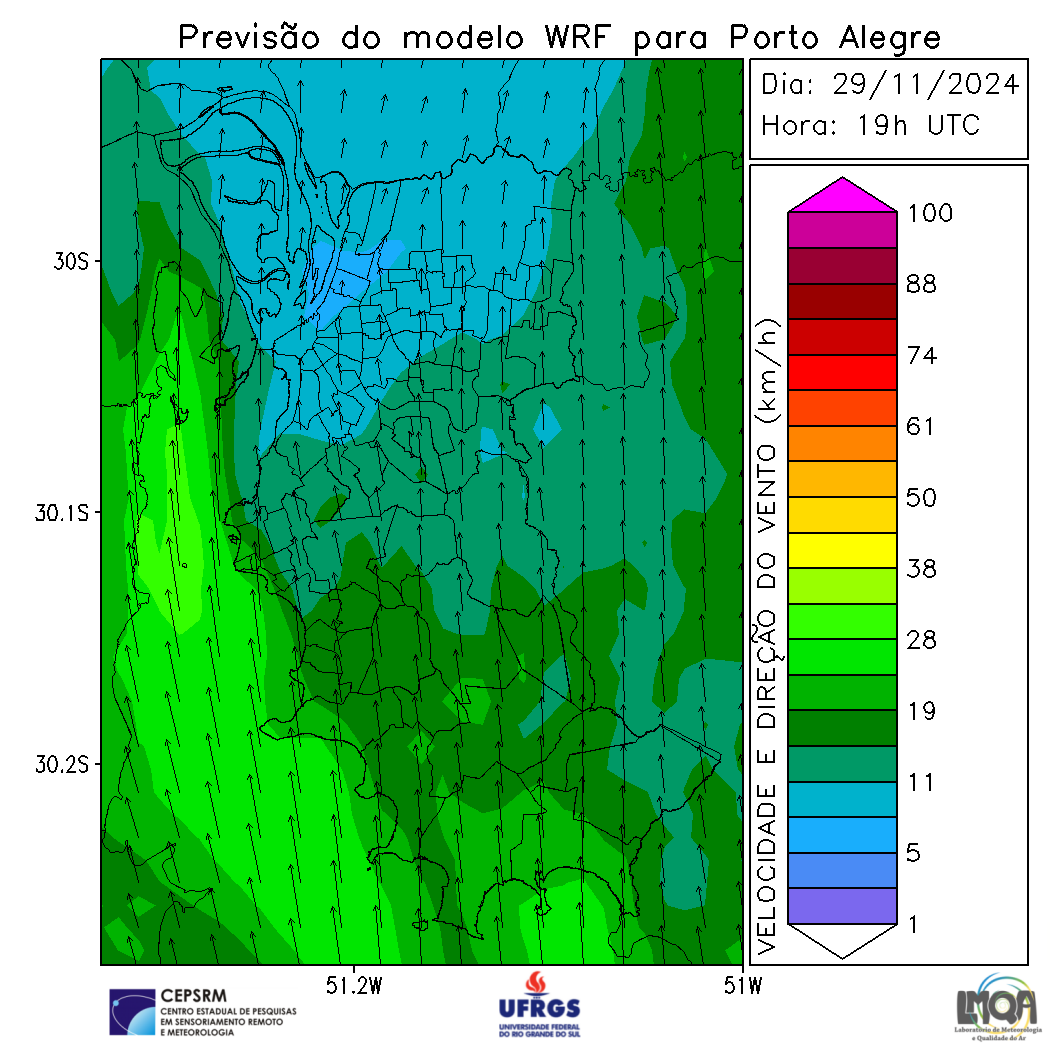 Previsão do modelo WRF para Porto Alegre
Dia: 29/11/2024
Hora: 19h UTC
30S
30.1S
30.2S
51.2W
51W
VELOCIDADE E DIREÇÃO DO VENTO (km/h)
100
88
74
61
50
38
28
19
11
5
1
CEPSRM
CENTRO ESTADUAL DE PESQUISAS
EM SENSORIAMENTO REMOTO
E METEOROLOGIA
UFRGS
UNIVERSIDADE FEDERAL
DO RIO GRANDE DO SUL
LMQA
Laboratório de Meteorologia
e Qualidade do Ar